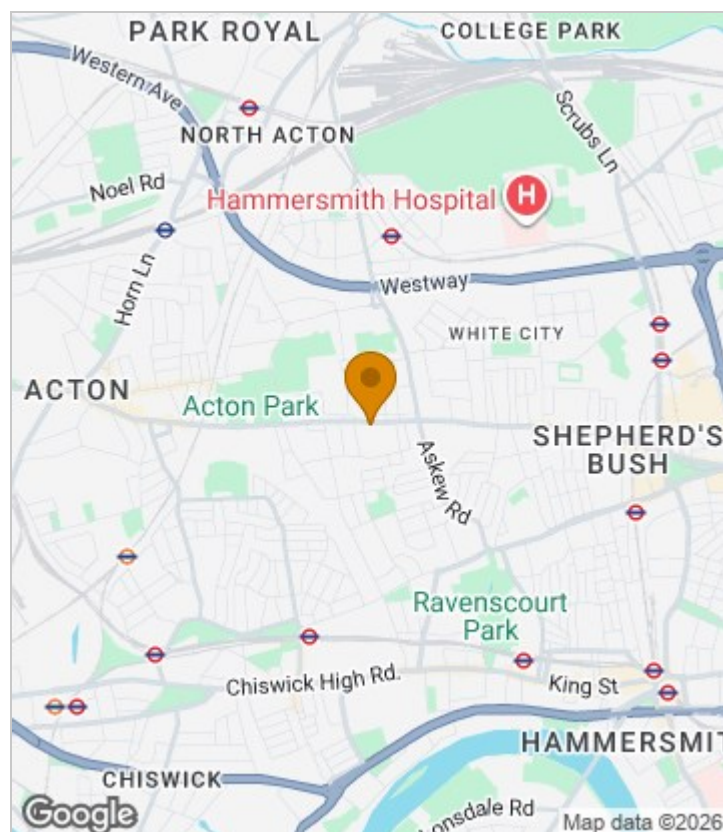 PARK ROYAL
COLLEGE PARK
Western Ave
Scrubs Ln
NORTH ACTON
Noel Rd
Hammersmith Hospital
H
Horn Ln
Westway
WHITE CITY
ACTON
Acton Park
SHEPHERD'S
BUSH
Askew Rd
Ravenscourt
Park
Chiswick High Rd.
King St
HAMMERSMIT
CHISWICK
onsdale Rd
Google
Map data ©2026